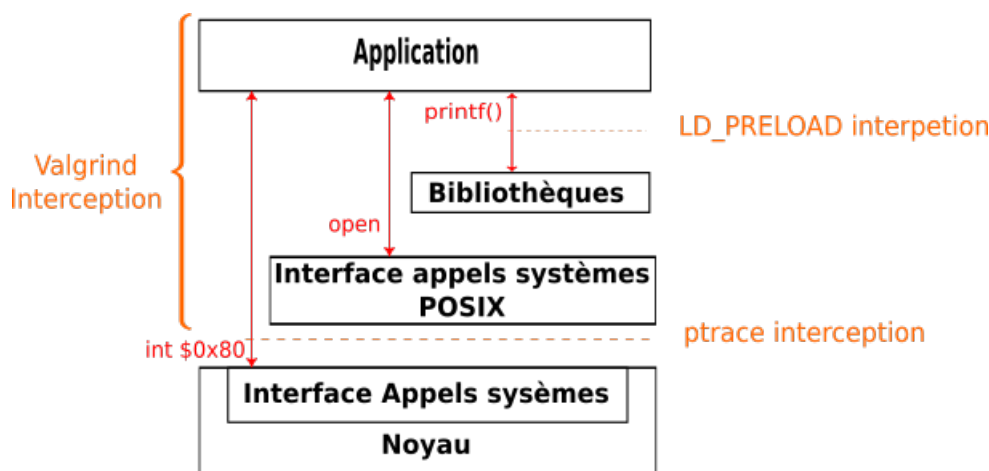 Application
printf()
LD_PRELOAD interpetion
Valgrind
Interception
Bibliothèques
open
Interface appels systèmes
POSIX
ptrace interception
int $0x80
Interface Appels sysèmes
Noyau